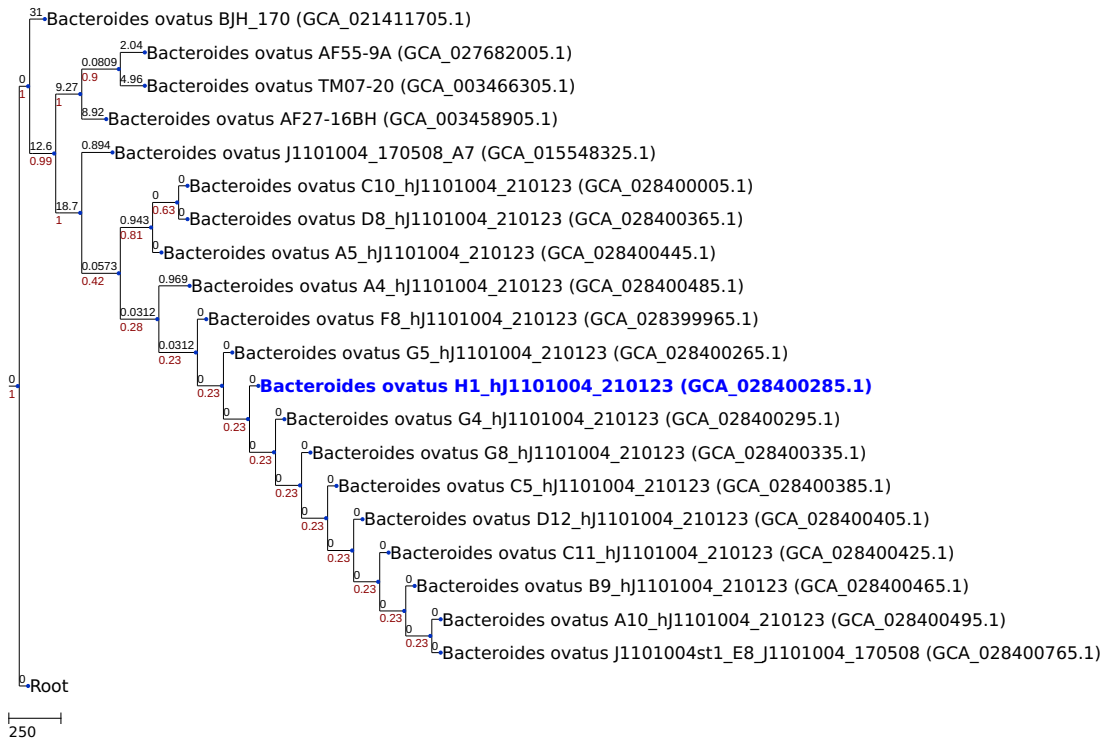 31 Bacteroides ovatus BJH_170 (GCA_021411705.1)
2.04 Bacteroides ovatus AF55-9A (GCA_027682005.1)
0.0809
0.9
0
1
4.96 Bacteroides ovatus TM07-20 (GCA_003466305.1)
9.27
1
8.92 Bacteroides ovatus AF27-16BH (GCA_003458905.1)
12.6
0.99
0.894 Bacteroides ovatus J1101004_170508_A7 (GCA_015548325.1)
0 Bacteroides ovatus C10_hJ1101004_210123 (GCA_028400005.1)
0
0.63
18.7
1
0 Bacteroides ovatus D8_hJ1101004_210123 (GCA_028400365.1)
0.943
0.81
0 Bacteroides ovatus A5_hJ1101004_210123 (GCA_028400445.1)
0.0573
0.42
0.969 Bacteroides ovatus A4_hJ1101004_210123 (GCA_028400485.1)
0.0312
0.28
0 Bacteroides ovatus F8_hJ1101004_210123 (GCA_028399965.1)
0.0312
0.23
0 Bacteroides ovatus G5_hJ1101004_210123 (GCA_028400265.1)
0
1
0
0.23
0 Bacteroides ovatus H1_hJ1101004_210123 (GCA_028400285.1)
0
0.23
0 Bacteroides ovatus G4_hJ1101004_210123 (GCA_028400295.1)
0
0.23
0 Bacteroides ovatus G8_hJ1101004_210123 (GCA_028400335.1)
0
0.23
0 Bacteroides ovatus C5_hJ1101004_210123 (GCA_028400385.1)
0
0.23
0 Bacteroides ovatus D12_hJ1101004_210123 (GCA_028400405.1)
0
0.23
0 Bacteroides ovatus C11_hJ1101004_210123 (GCA_028400425.1)
0
0.23
0 Bacteroides ovatus B9_hJ1101004_210123 (GCA_028400465.1)
0
0.23
0 Bacteroides ovatus A10_hJ1101004_210123 (GCA_028400495.1)
0
0.23
0 Bacteroides ovatus J1101004st1_E8_J1101004_170508 (GCA_028400765.1)
0 Root
250